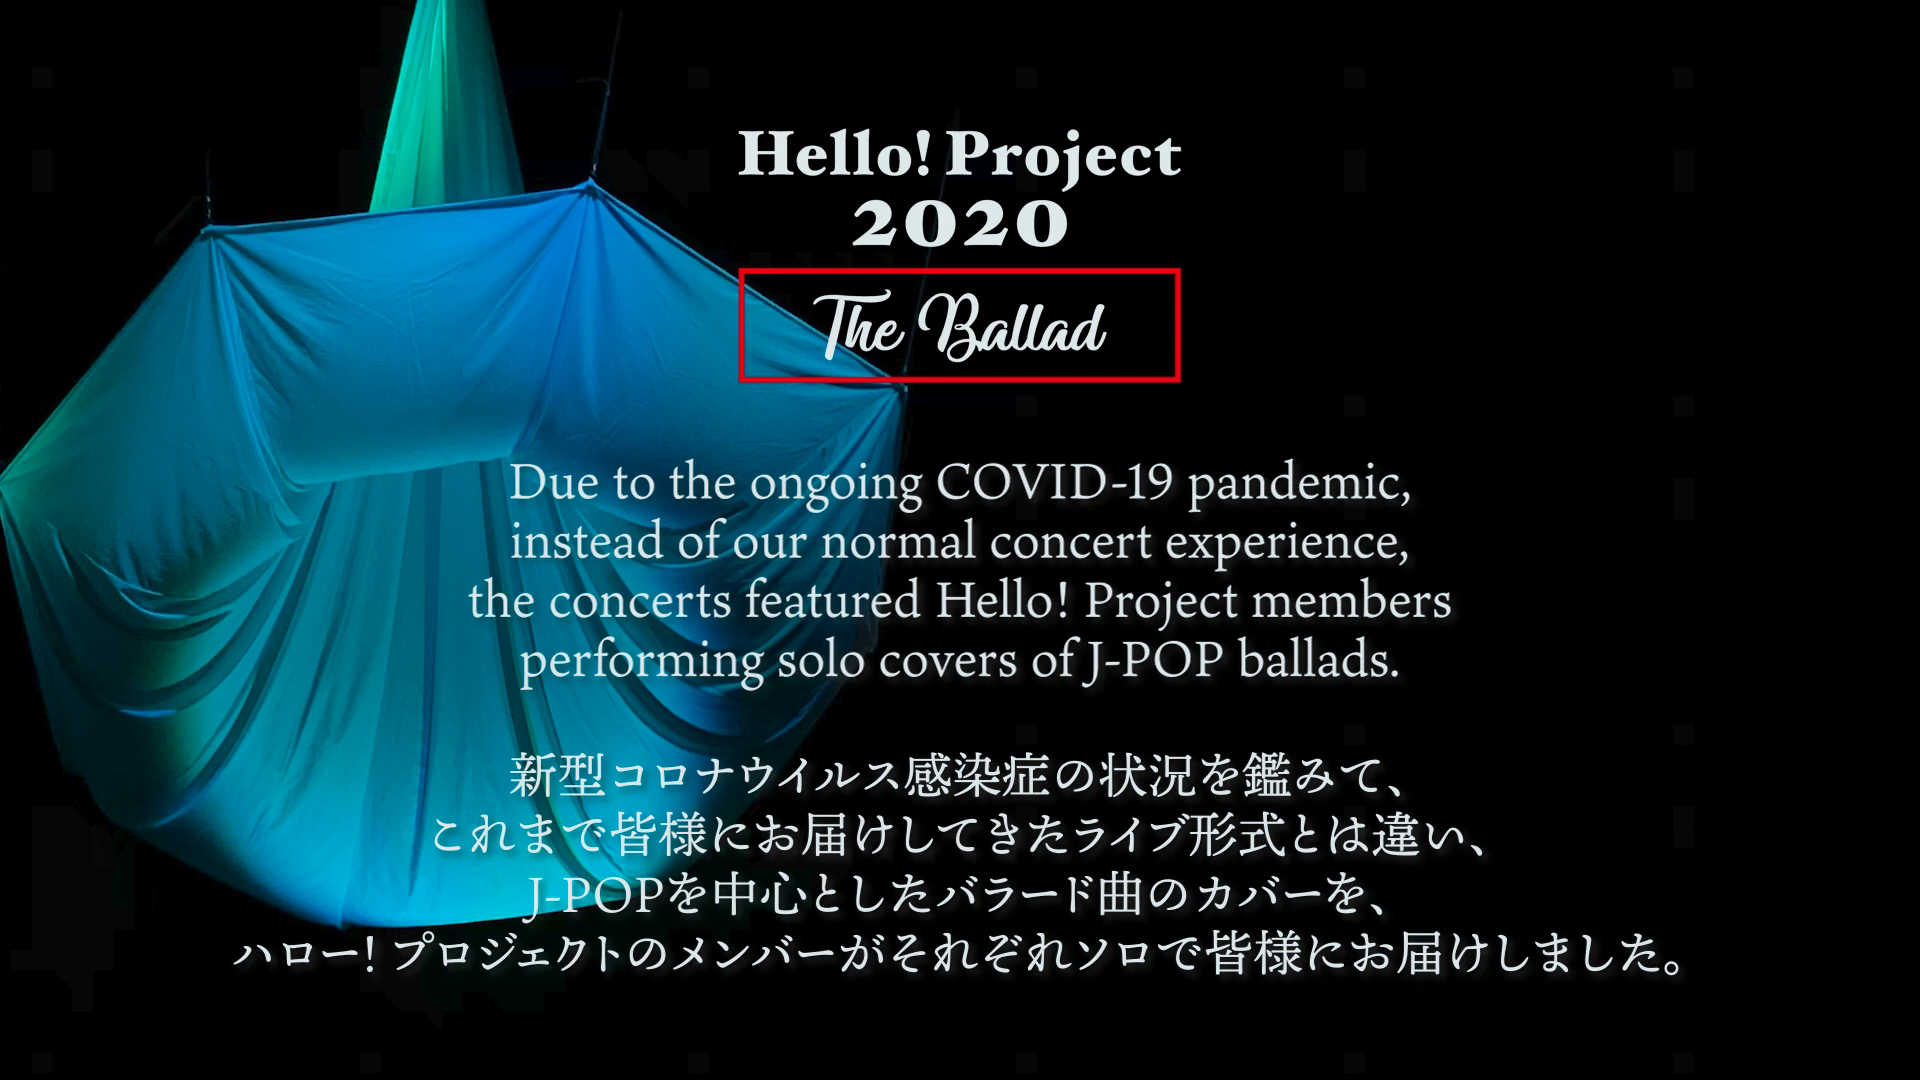 Hello! Project
2020
The Ballad
Due to the ongoing COVID-19 pandemic,
instead of our normal concert experience,
the concerts featured Hello! Project members
performing solo covers of J-POP ballads.
新型コロナウイルス感染症の状況を鑑みて、
これまで皆様にお届けしてきたライブ形式とは違い、
J-POPを中心としたバラード曲のカバーを、
ハロー! プロジェクトのメンバーがそれぞれソロで皆様にお届けしました。